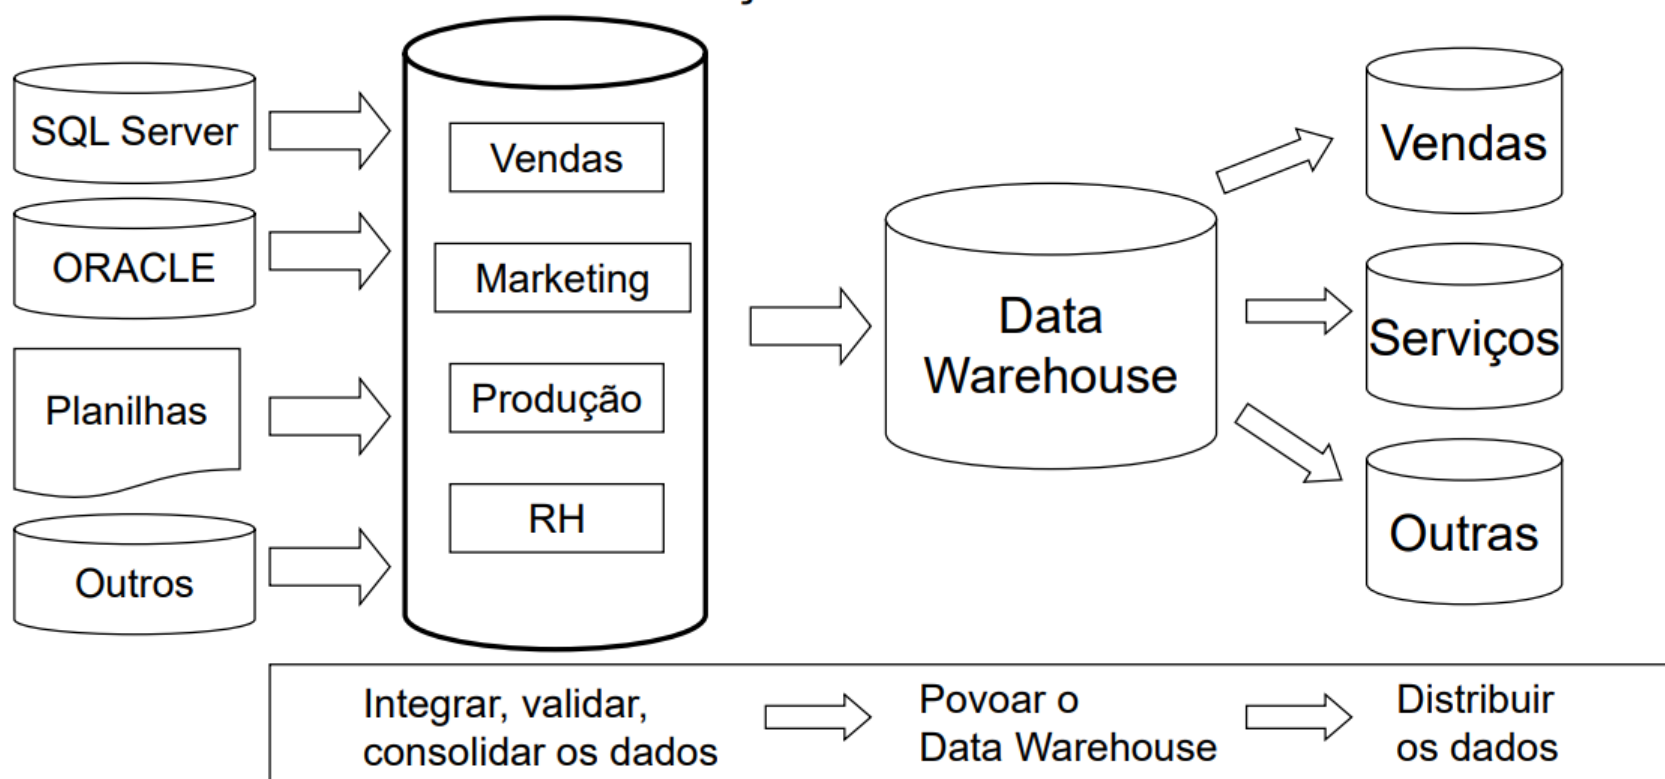 SQL Server
ORACLE
Planilhas
Outros
Vendas
Marketing
Produção
RH
Data
Warehouse
Vendas
Serviços
Outras
Integrar, validar,
consolidar os dados
Povoar o
Data Warehouse
Distribuir
os dados